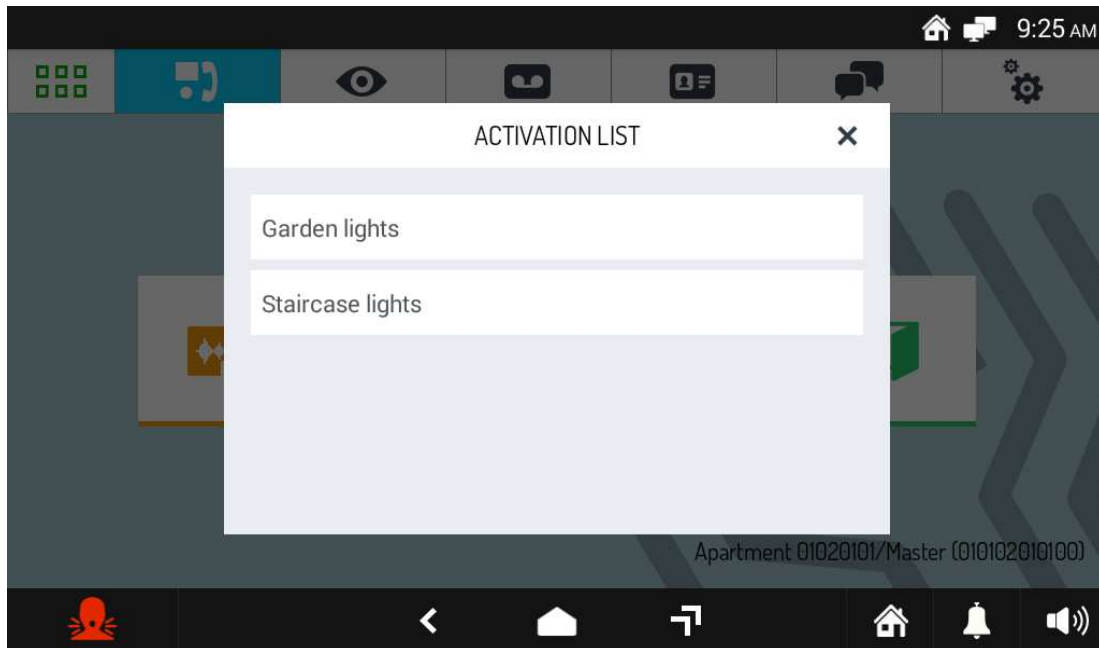 9:25 AM
ACTIVATION LIST
Garden lights
Staircase lights
Apartment 01020101/Master (010102010100)